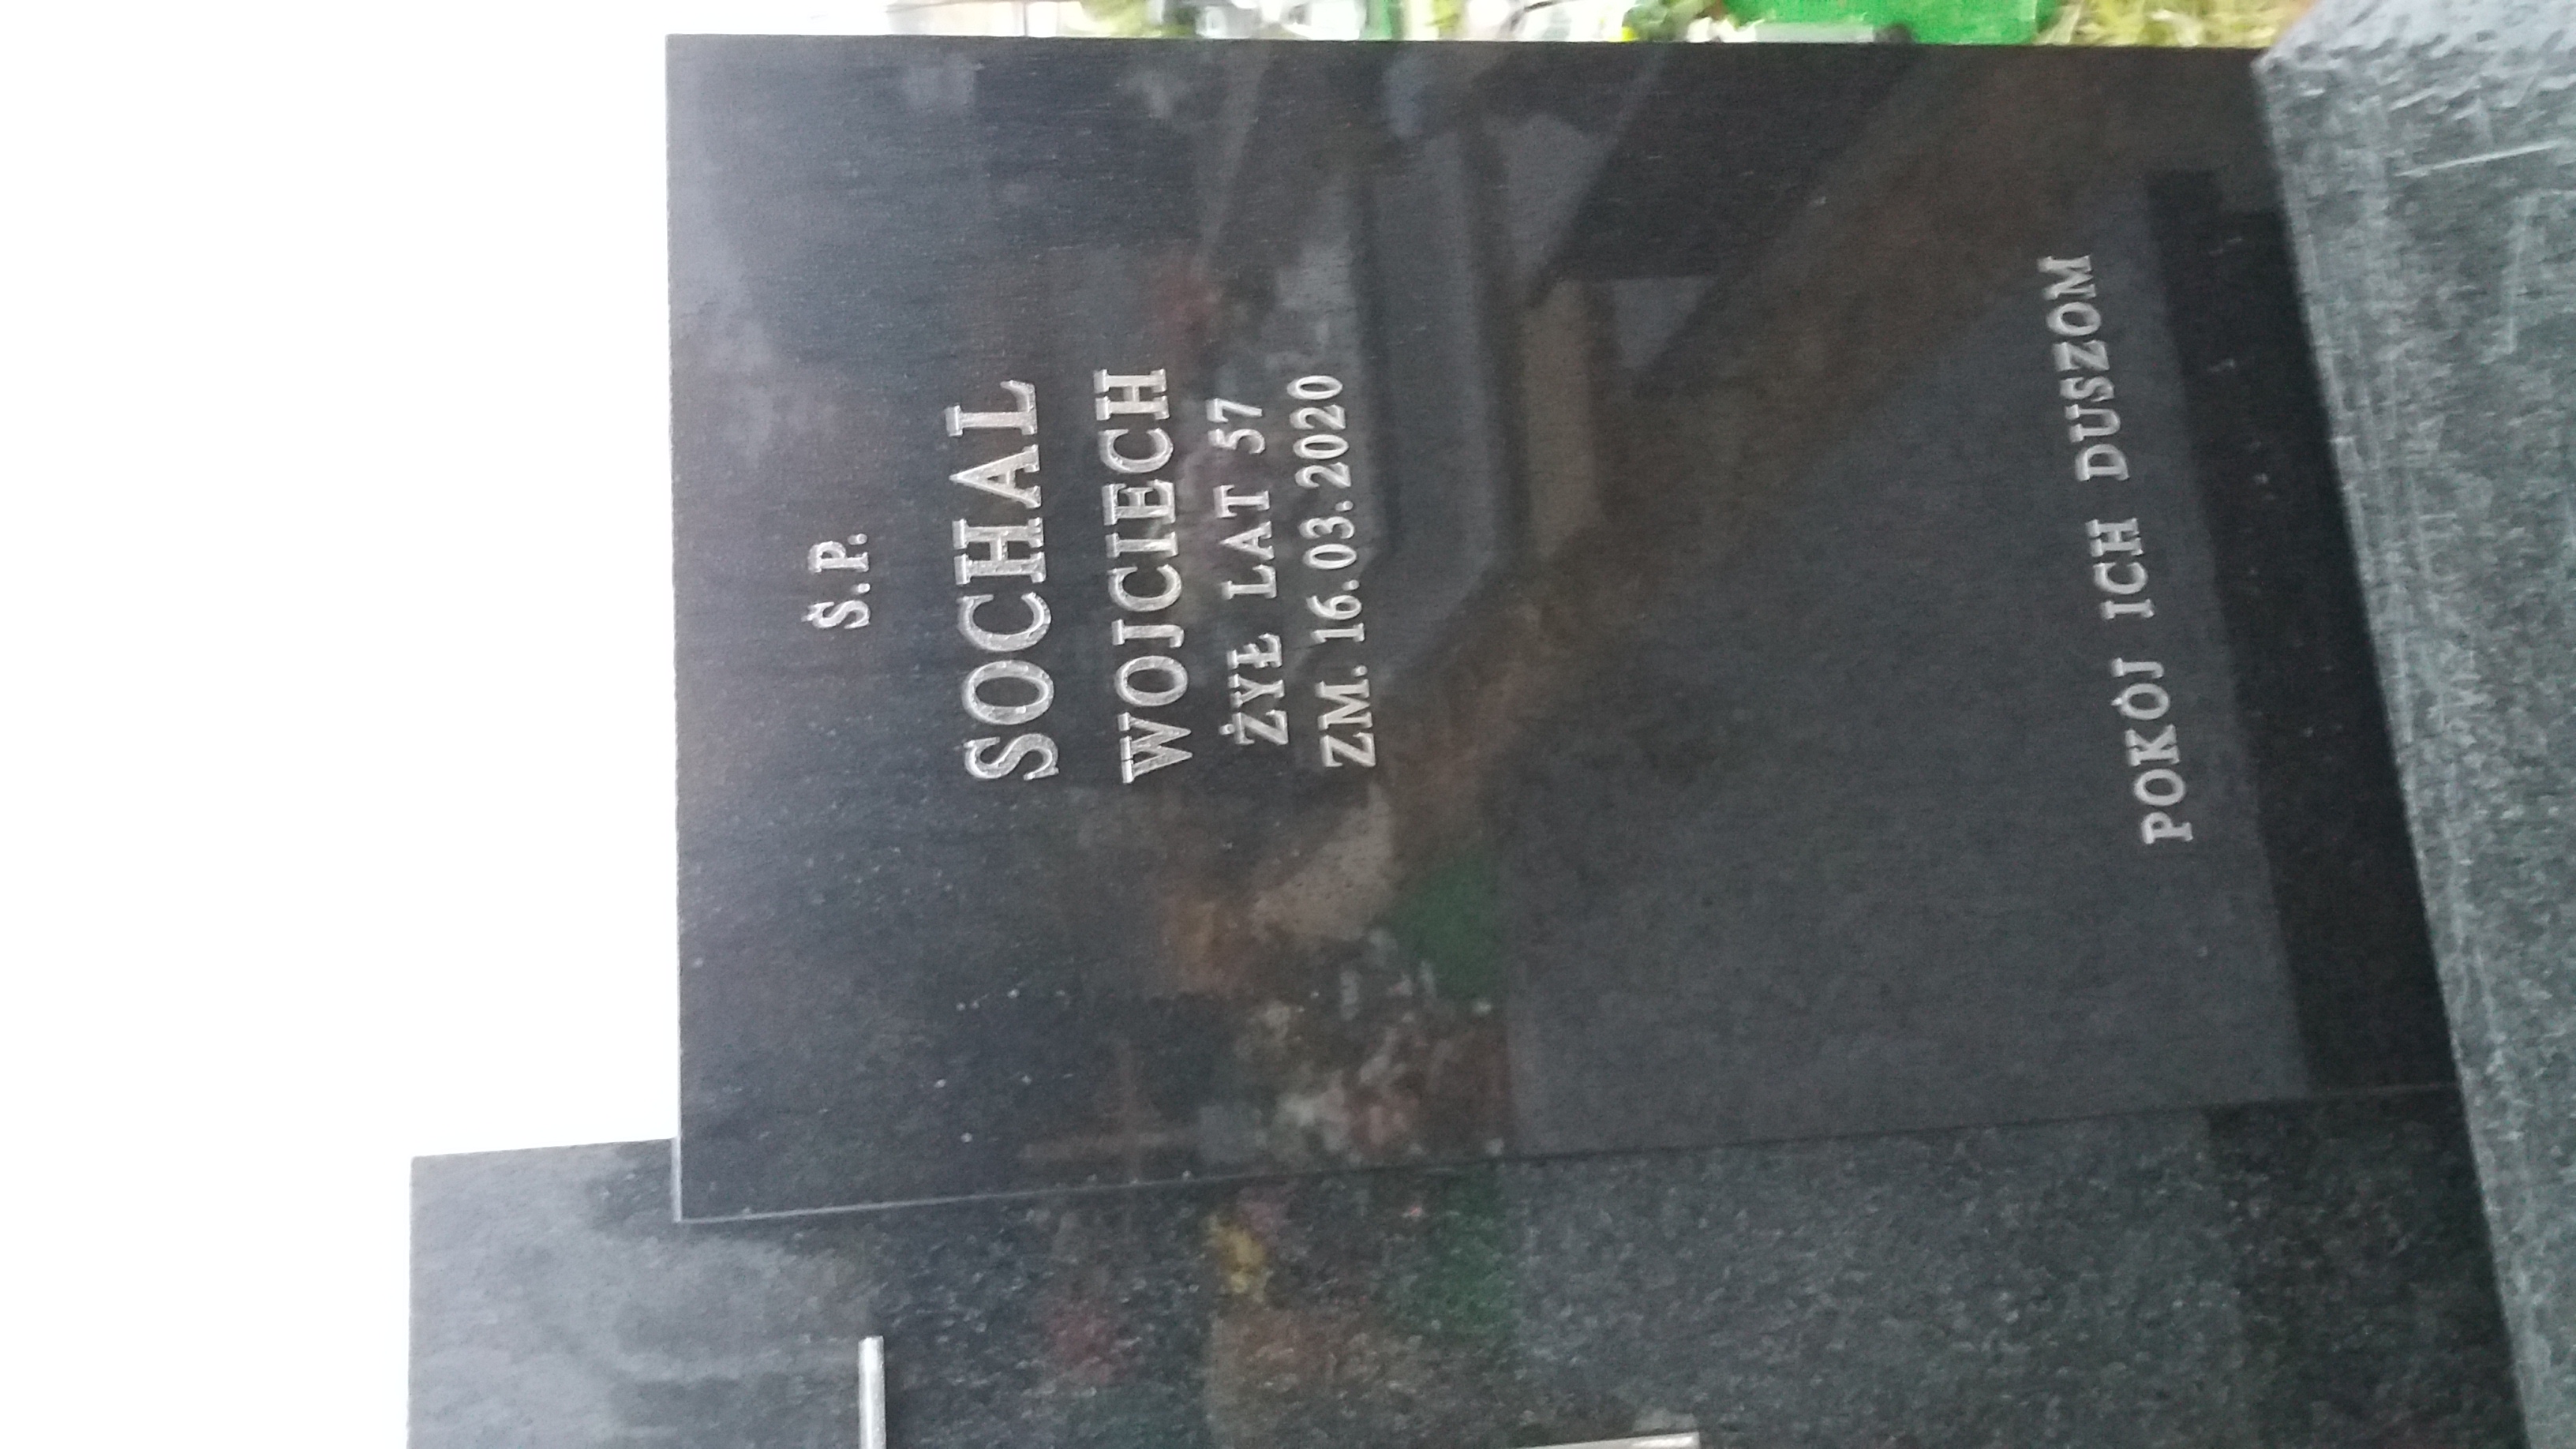 Ś.P.
SOCHAL
WOJCIECH
ŻYŁ LAT 57
ZM. 16.03.2020
POKÓJ ICH DUSZOM